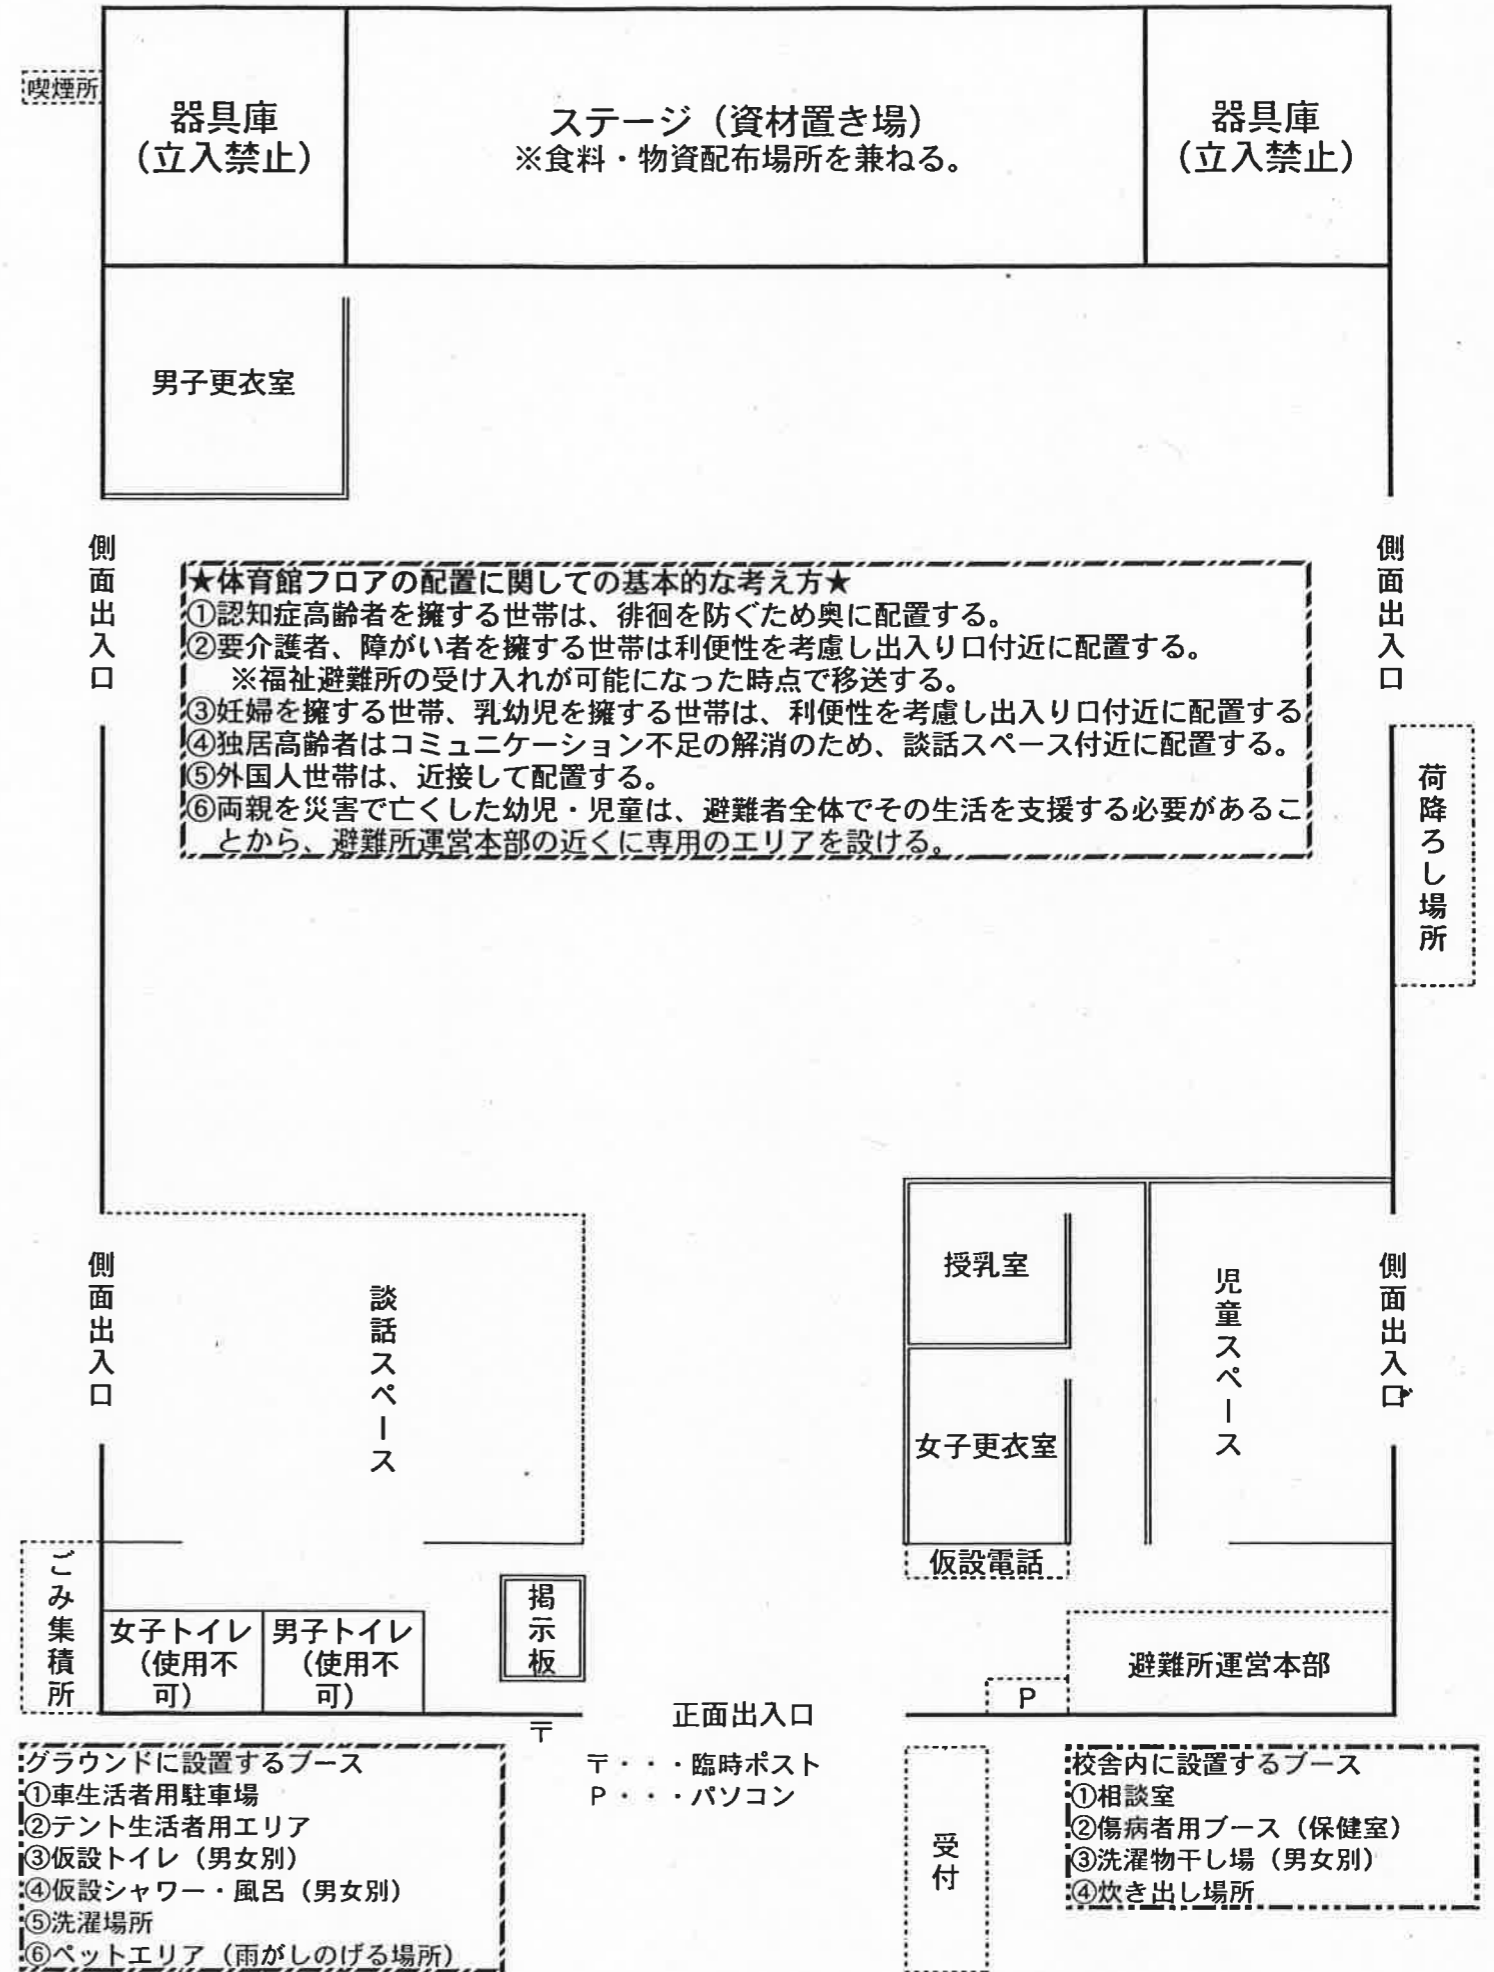 喫煙所
器具庫
（立入禁止）
ステージ（資材置き場）
※食料・物資配布場所を兼ねる。
器具庫
（立入禁止）
男子更衣室
側面出入口
側面出入口
★体育館フロアの配置に関しての基本的な考え方★
①認知症高齢者を擁する世帯は、徘徊を防ぐため奥に配置する。
②要介護者、障がい者を擁する世帯は利便性を考慮し出入り口付近に配置する。
※福祉避難所の受け入れが可能になった時点で移送する。
③妊婦を擁する世帯、乳幼児を擁する世帯は、利便性を考慮し出入り口付近に配置する
④独居高齢者はコミュニケーション不足の解消のため、談話スペース付近に配置する。
⑤外国人世帯は、近接して配置する。
⑥両親を災害で亡くした幼児・児童は、避難者全体でその生活を支援する必要があるこ
とから、避難所運営本部の近くに専用のエリアを設ける。
荷降ろし場所
側面出入口
談話スペース
授乳室
児童スペース
側面出入口
女子更衣室
仮設電話
ごみ集積所
女子トイレ
（使用不
可）
男子トイレ
（使用不
可）
掲示板
避難所運営本部
P
正面出入口
〒
〒・・・臨時ポスト
P・・・パソコン
グラウンドに設置するブース
①車生活者用駐車場
②テント生活者用エリア
③仮設トイレ（男女別）
④仮設シャワー・風呂（男女別）
⑤洗濯場所
⑥ペットエリア（雨がしのげる場所）
受付
校舎内に設置するブース
①相談室
②傷病者用ブース（保健室）
③洗濯物干し場（男女別）
④炊き出し場所